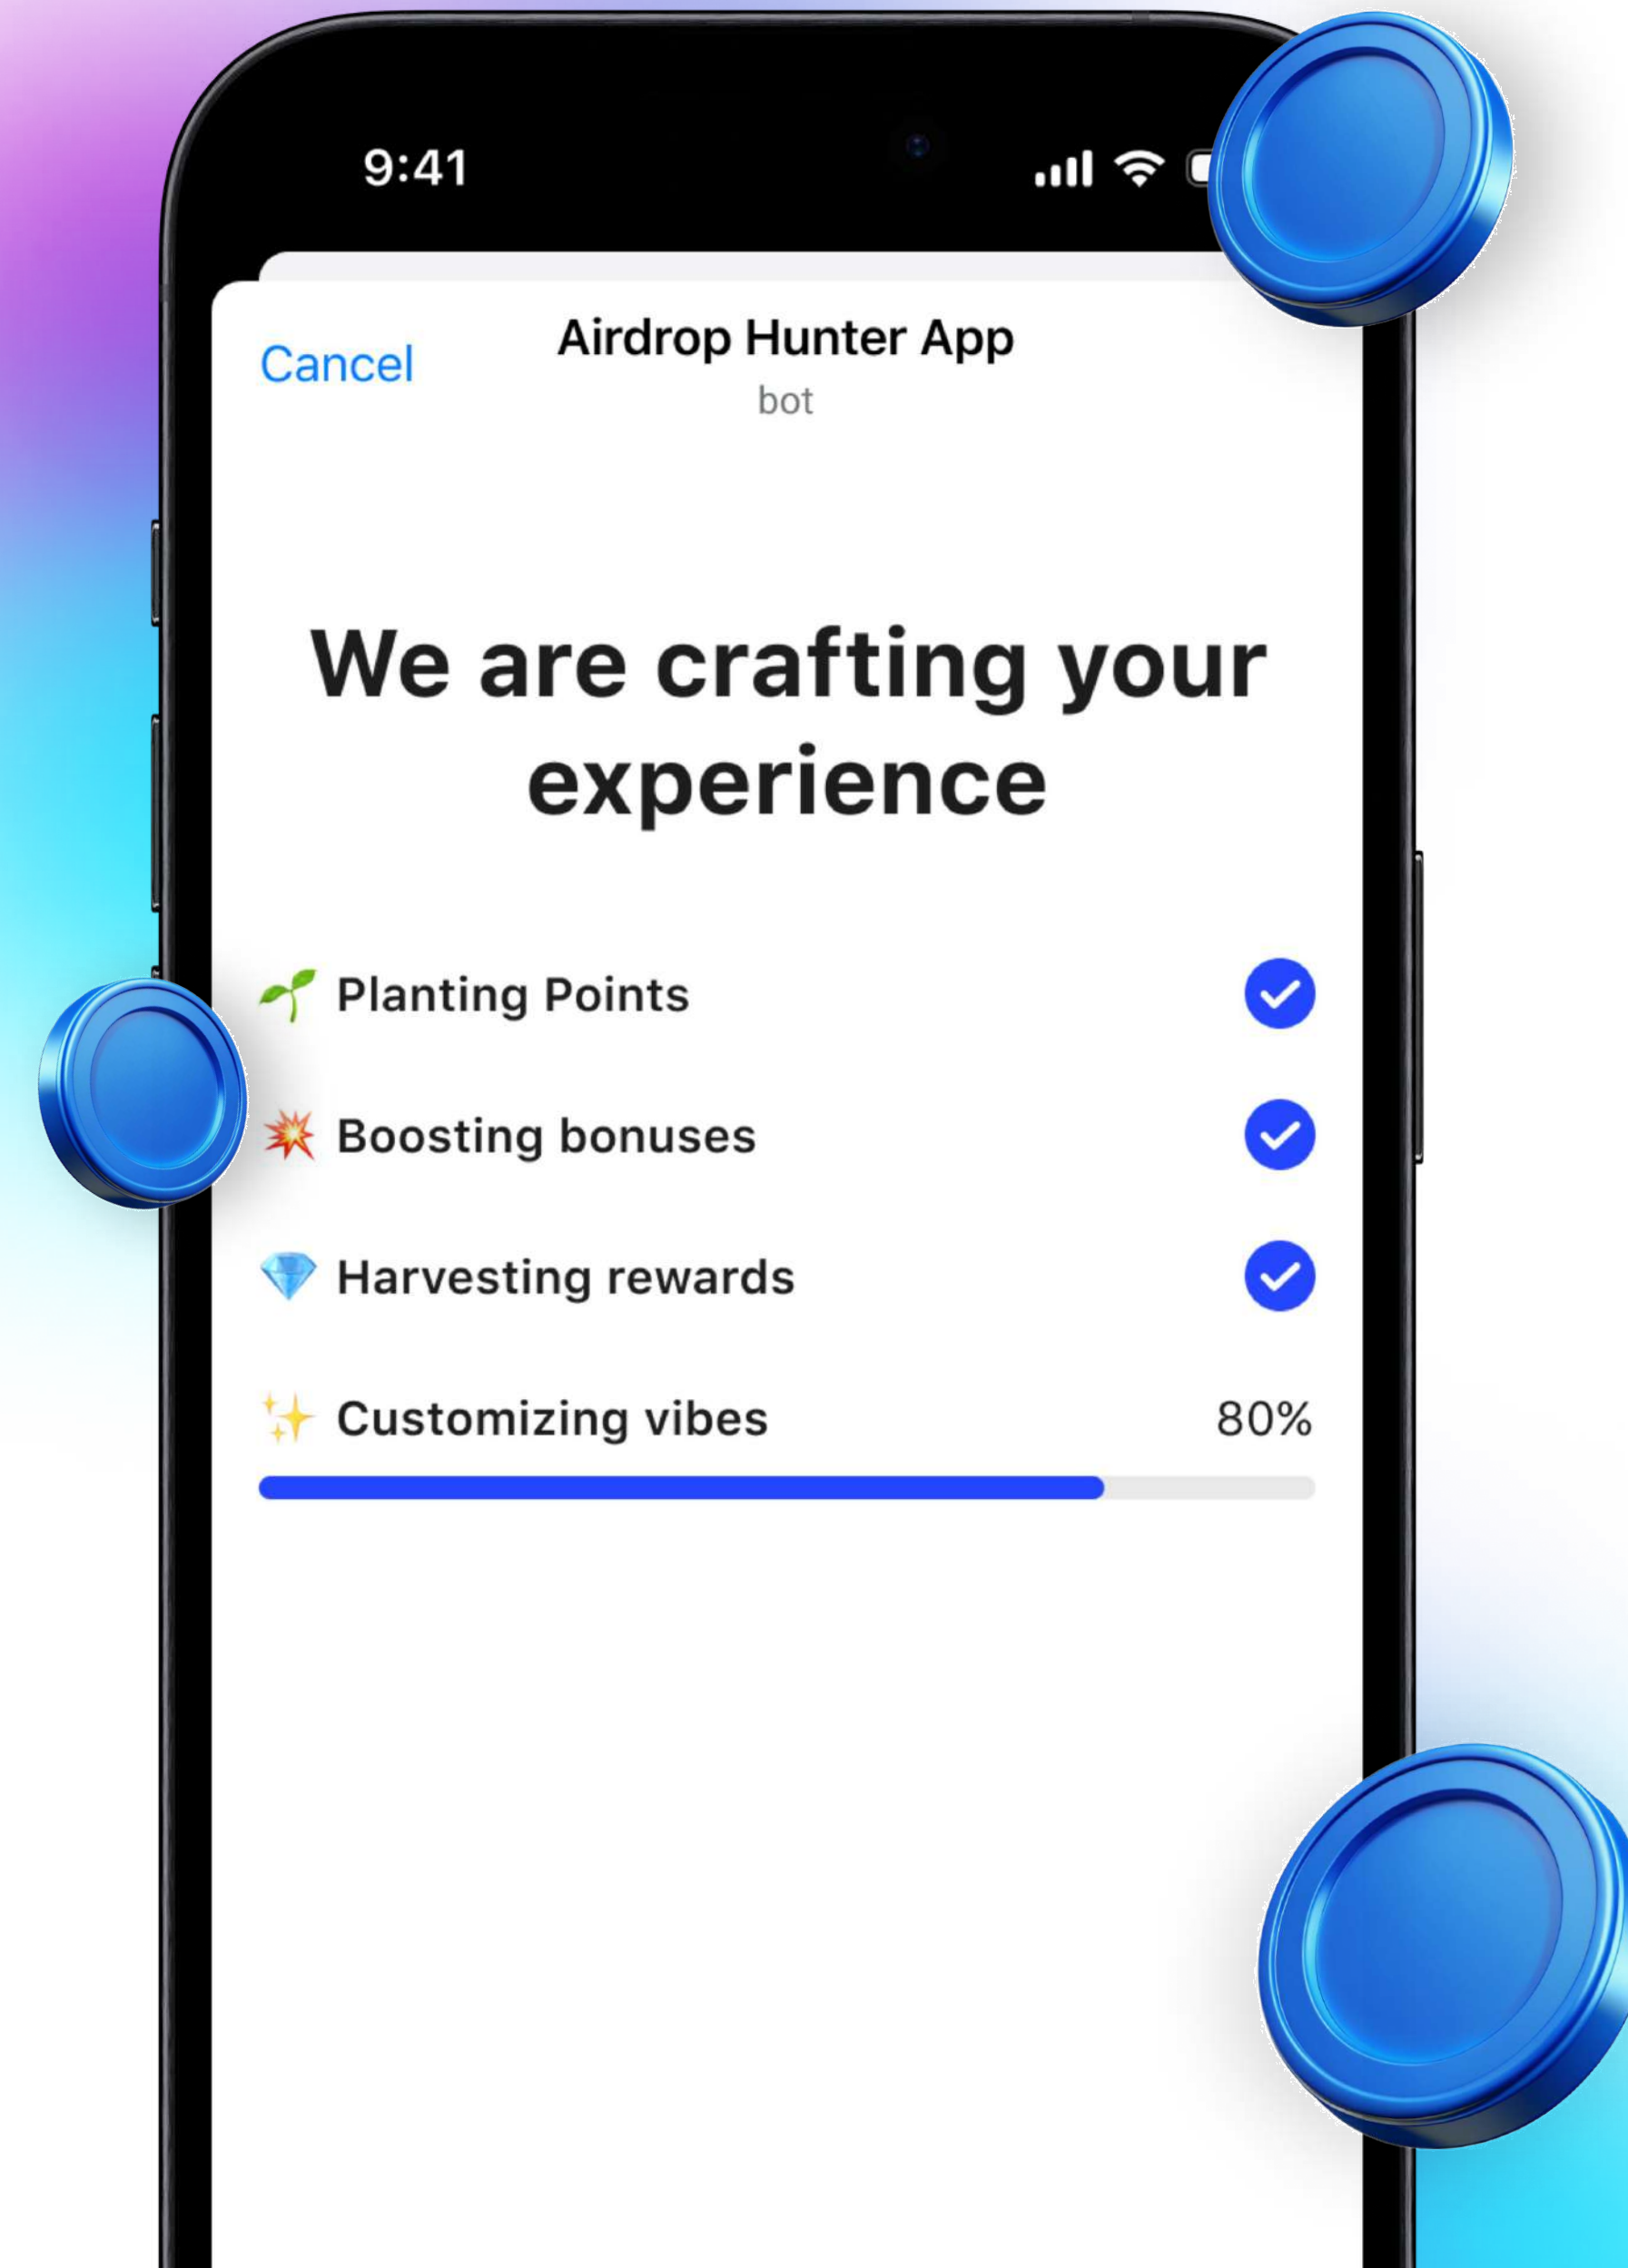 9:41
Cancel
Airdrop Hunter App
bot
We are crafting your
experience
Planting Points
Boosting bonuses
Harvesting rewards
Customizing vibes
80%